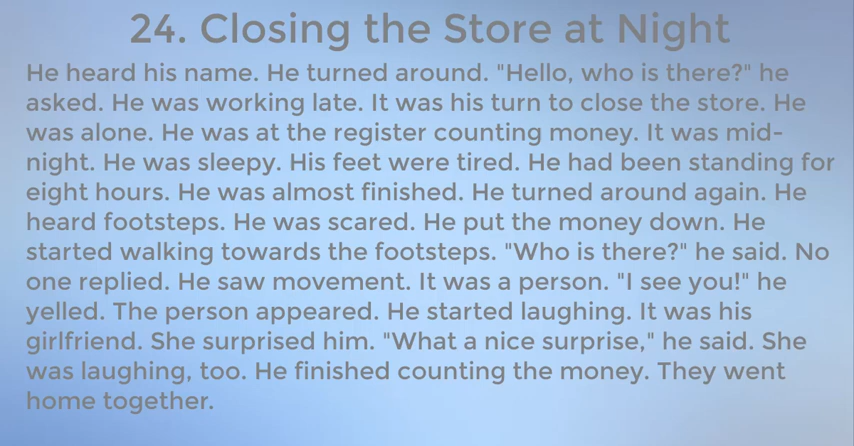 24. Closing the Store at Night
He heard his name. He turned around. "Hello, who is there?" he
asked. He was working late. It was his turn to close the store. He
was alone. He was at the register counting money. It was mid-
night. He was sleepy. His feet were tired. He had been standing for
eight hours. He was almost finished. He turned around again. He
heard footsteps. He was scared. He put the money down. He
started walking towards the footsteps. "Who is there?" he said. No
one replied. He saw movement. It was a person. "I see you!" he
yelled. The person appeared. He started laughing. It was his
girlfriend. She surprised him. "What a nice surprise," he said. She
was laughing, too. He finished counting the money. They went
home together.